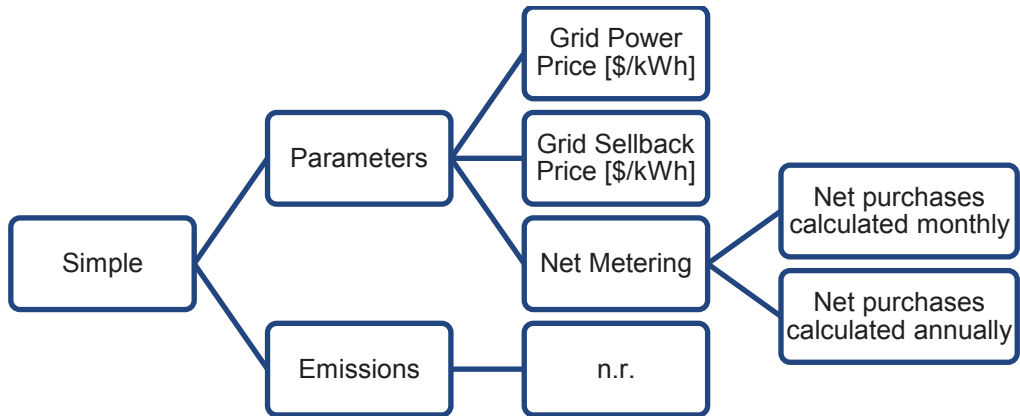 Grid Power
Price [$/kWh]
Parameters
Grid Sellback
Price [$/kWh]
Net purchases
calculated monthly
Simple
Net Metering
Net purchases
calculated annually
Emissions
n.r.